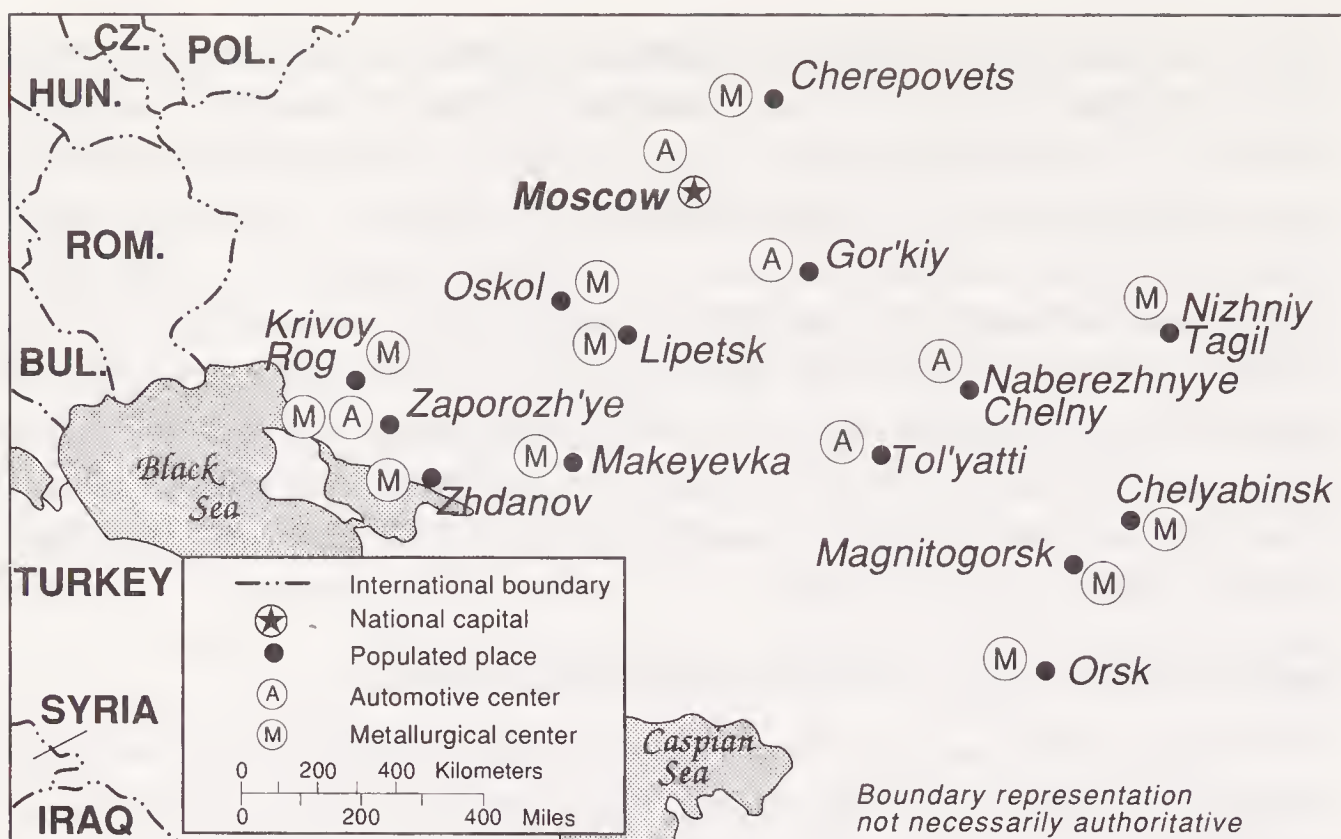 CZ.
POL.
HUN.
ROM.
BUL.
TURKEY
SYRIA
IRAQ
Black
Sea
Caspian
Sea
M
Cherepovets
A
Moscow
A
Gor'kiy
Oskol
M
M
Lipetsk
M
Nizhniy
Tagil
Krivoy
Rog
M
A
Naberezhnyye
Chelny
M
A
Zaporozh'ye
M
Zhdanov
M
Makeyevka
A
Tol'yatti
Chelyabinsk
M
Magnitogorsk
M
M
Orsk
International boundary
National capital
Populated place
A
Automotive center
M
Metallurgical center
0 200 400 Kilometers
0 200 400 Miles
Boundary representation
not necessarily authoritative